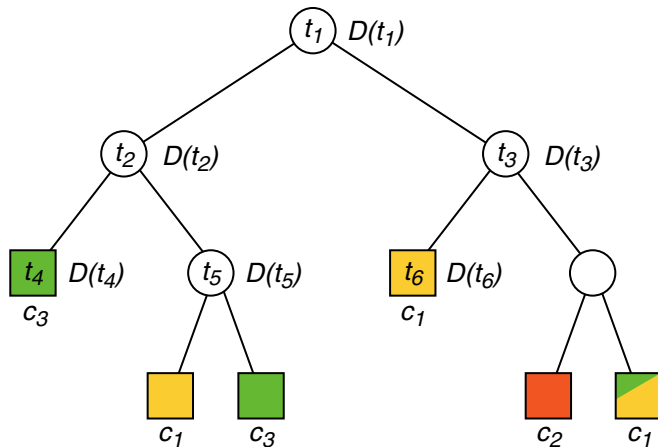 t1 D(t1)
t2 D(t2)
t3 D(t3)
t4 D(t4)
t5 D(t5)
t6 D(t6)
c3
c1
c1
c3
c2
c1